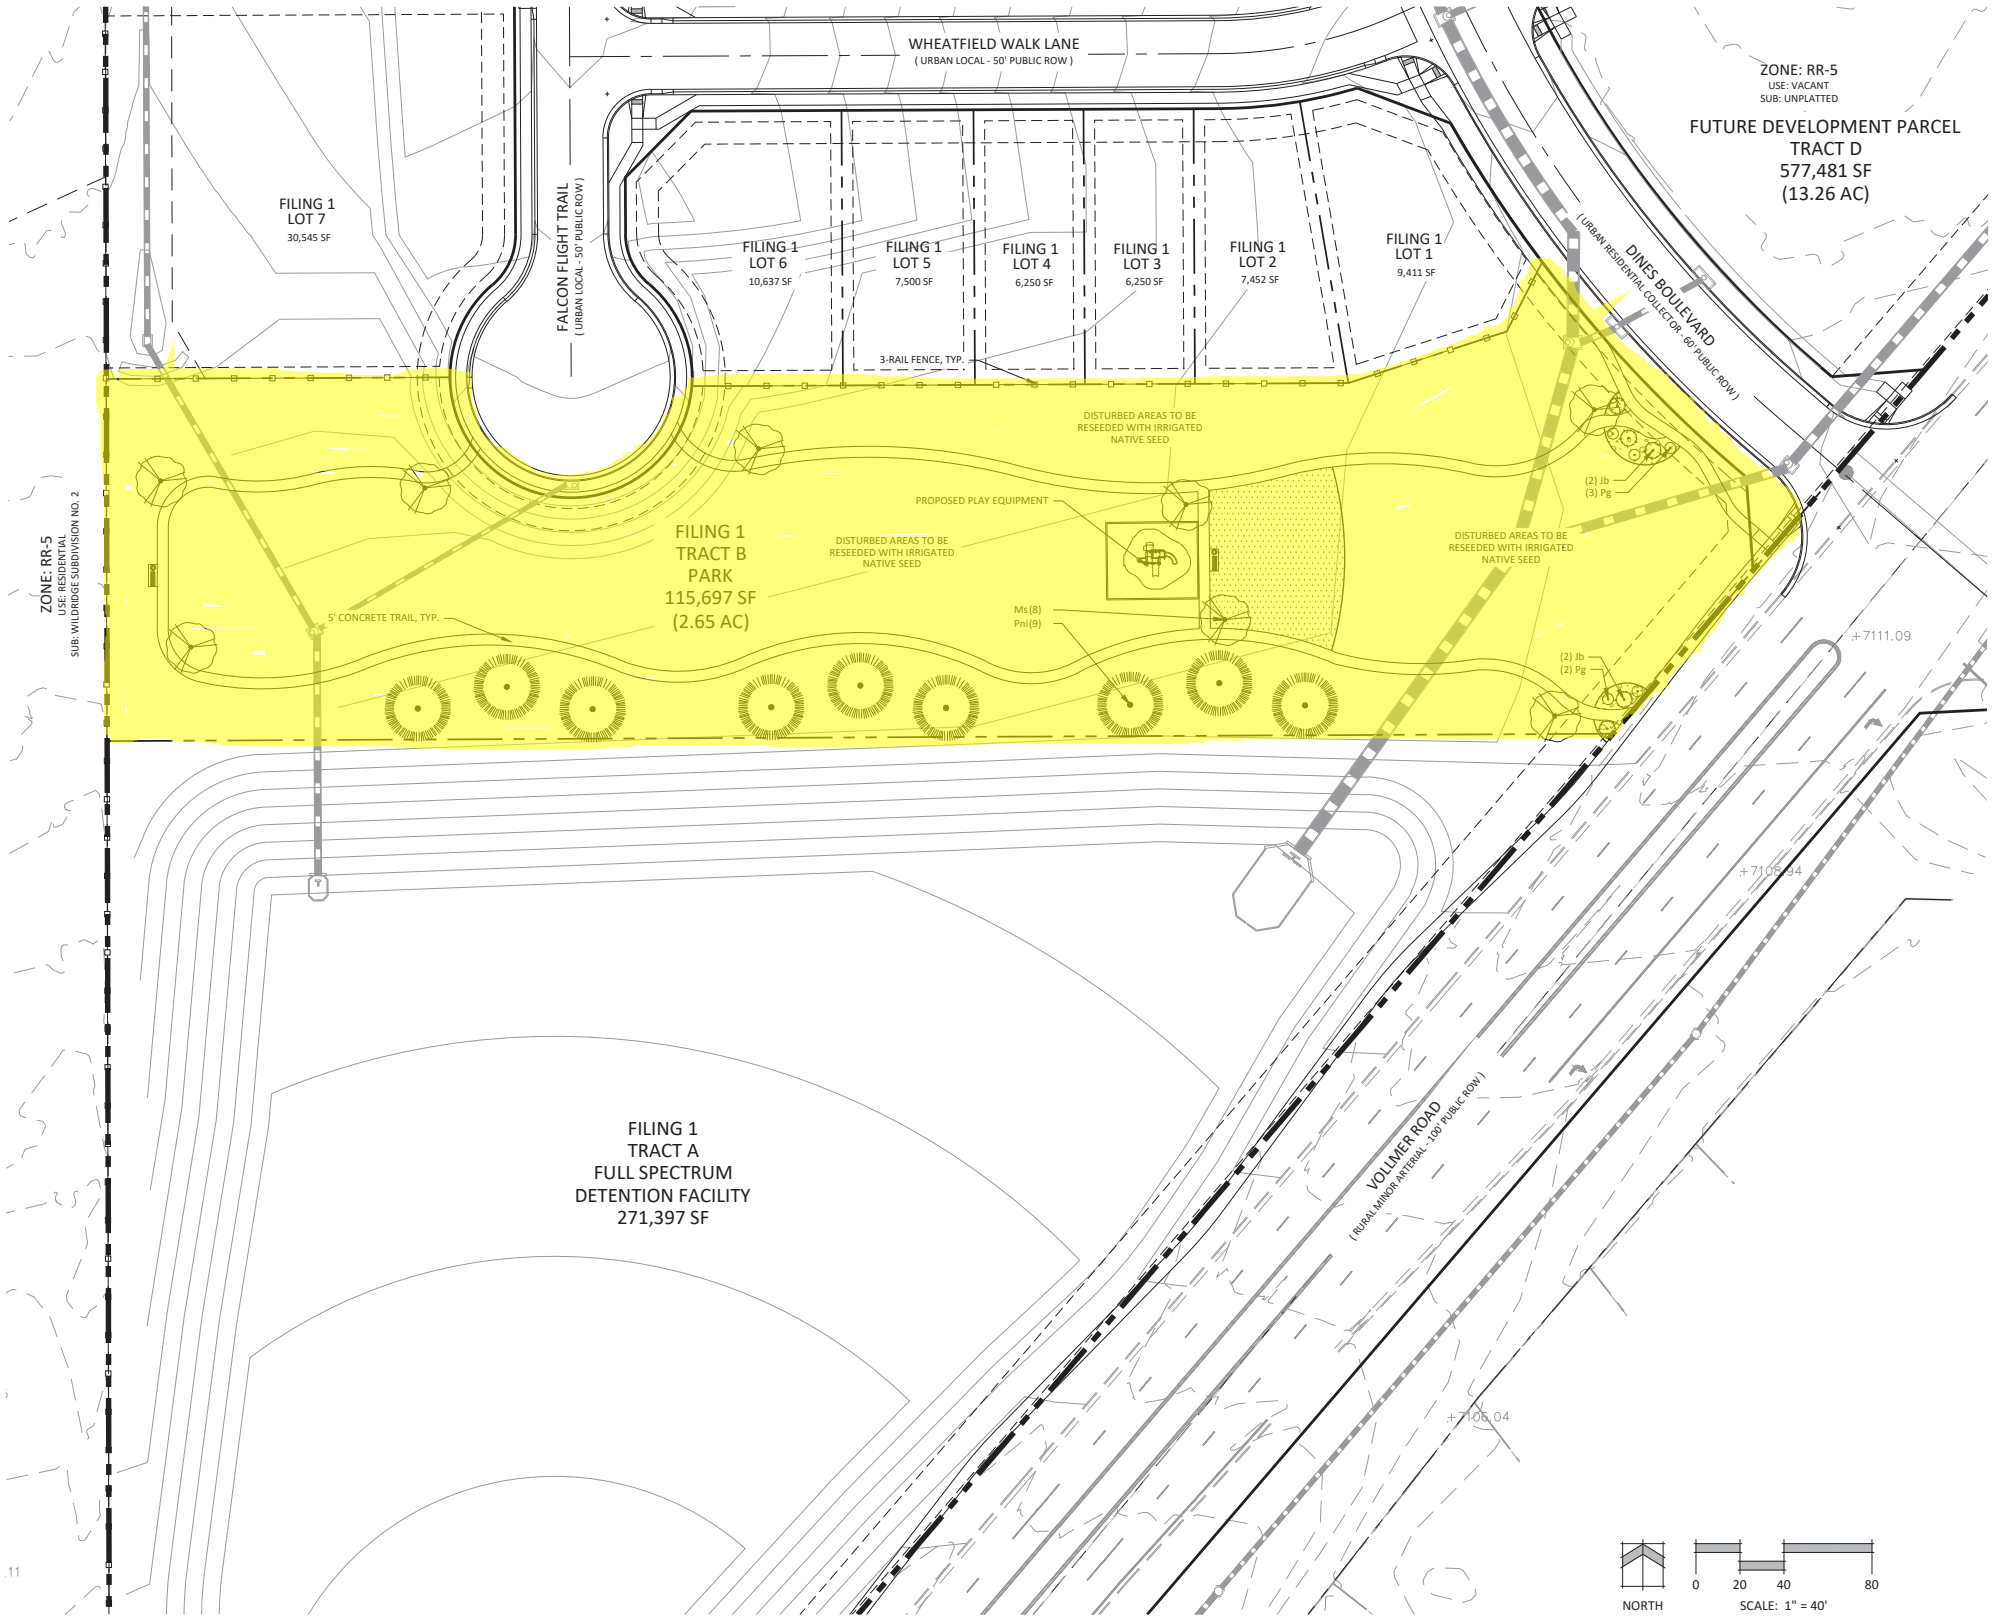 WHEATFIELD WALK LANE
( URBAN LOCAL - 50' PUBLIC ROW )
ZONE: RR-5
USE: VACANT
SUB: UNPLATTED
FUTURE DEVELOPMENT PARCEL
TRACT D
577,481 SF
(13.26 AC)
FILING 1
LOT 7
30,545 SF
FALCON FLIGHT TRAIL
( URBAN LOCAL - 50' PUBLIC ROW )
FILING 1
LOT 6
10,637 SF
FILING 1
LOT 5
7,500 SF
FILING 1
LOT 4
6,250 SF
FILING 1
LOT 3
6,250 SF
FILING 1
LOT 2
7,452 SF
FILING 1
LOT 1
9,411 SF
DINES BOULEVARD
( URBAN RESIDENTIAL COLLECTOR - 60' PUBLIC ROW )
3-RAIL FENCE, TYP.
DISTURBED AREAS TO BE
RESEEDED WITH IRRIGATED
NATIVE SEED
(2) Jb
(3) Pg
PROPOSED PLAY EQUIPMENT
ZONE: RR-5
USE: RESIDENTIAL
SUB: WILDRIDGE SUBDIVISION NO. 2
FILING 1
TRACT B
PARK
115,697 SF
(2.65 AC)
DISTURBED AREAS TO BE
RESEEDED WITH IRRIGATED
NATIVE SEED
DISTURBED AREAS TO BE
RESEEDED WITH IRRIGATED
NATIVE SEED
5' CONCRETE TRAIL, TYP.
Ms(8)
Pni(9)
(2) Jb
(2) Pg
+7111.09
+7108.94
FILING 1
TRACT A
FULL SPECTRUM
DETENTION FACILITY
271,397 SF
VOLLMER ROAD
( RURAL MINOR ARTERIAL - 100' PUBLIC ROW )
+7106.04
.11
NORTH
0 20 40 80
SCALE: 1" = 40'